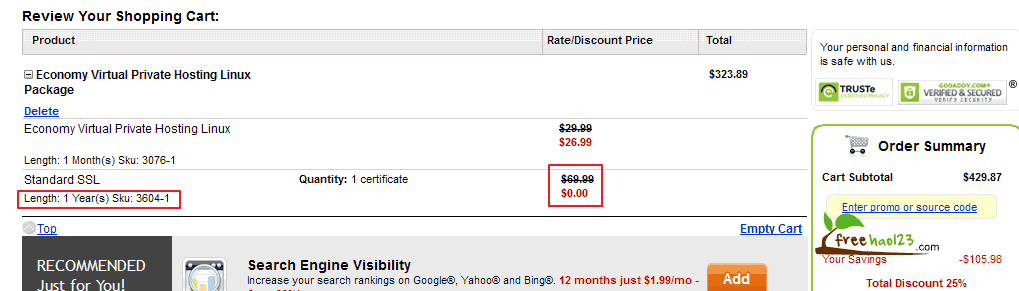 Review Your Shopping Cart:
Product Rate/Discount Price Total
Economy Virtual Private Hosting Linux Package $323.89
Delete
Economy Virtual Private Hosting Linux $29.99
$26.99
Length: 1 Month(s) Sku: 3076-1
Standard SSL Quantity: 1 certificate $69.99
$0.00
Length: 1 Year(s) Sku: 3604-1
Top Empty Cart
RECOMMENDED
Just for You!
Search Engine Visibility
Increase your search rankings on Google®, Yahoo® and Bing®. 12 months just $1.99/mo -
Add
Your personal and financial information
is safe with us.
TRUSTe
CERTIFIED PRIVACY
GODADDY.COM®
VERIFIED & SECURED
VERIFY SECURITY
®
Order Summary
Cart Subtotal $429.87
Enter promo or source code
freehao123.com
Your Savings -$105.98
Total Discount 25%